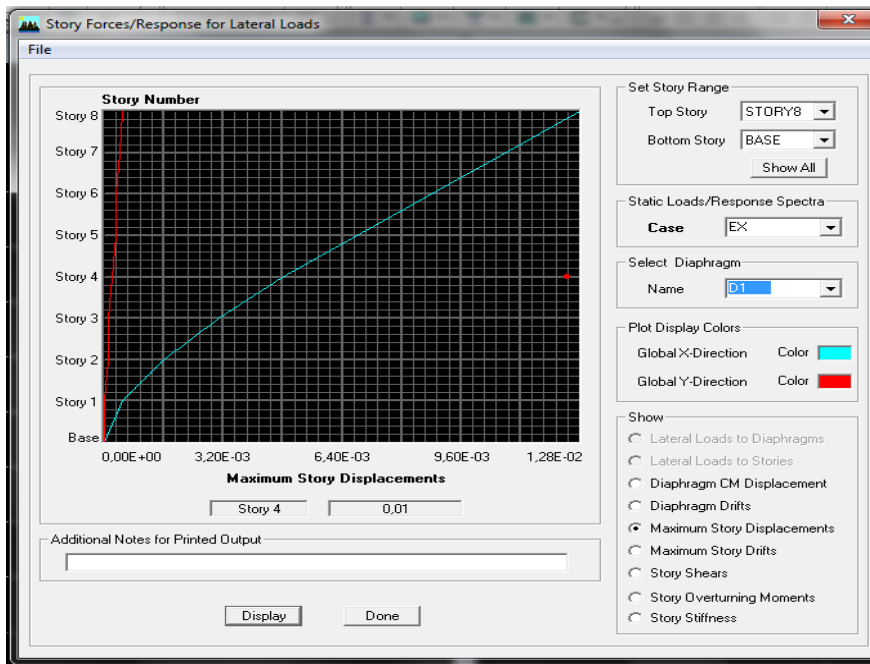 Story Forces/Response for Lateral Loads
File
Story Number
Story 8
Story 7
Story 6
Story 5
Story 4
Story 3
Story 2
Story 1
Base
0,00E+00 3,20E-03 6,40E-03 9,60E-03 1,28E-02
Maximum Story Displacements
Story 4 0,01
Additional Notes for Printed Output
Display Done
Set Story Range
Top Story STORY8
Bottom Story BASE
Show All
Static Loads/Response Spectra
Case EX
Select Diaphragm
Name D1
Plot Display Colors
Global X-Direction Color
Global Y-Direction Color
Show
Lateral Loads to Diaphragms
Lateral Loads to Stories
Diaphragm CM Displacement
Diaphragm Drifts
Maximum Story Displacements
Maximum Story Drifts
Story Shears
Story Overturning Moments
Story Stiffness